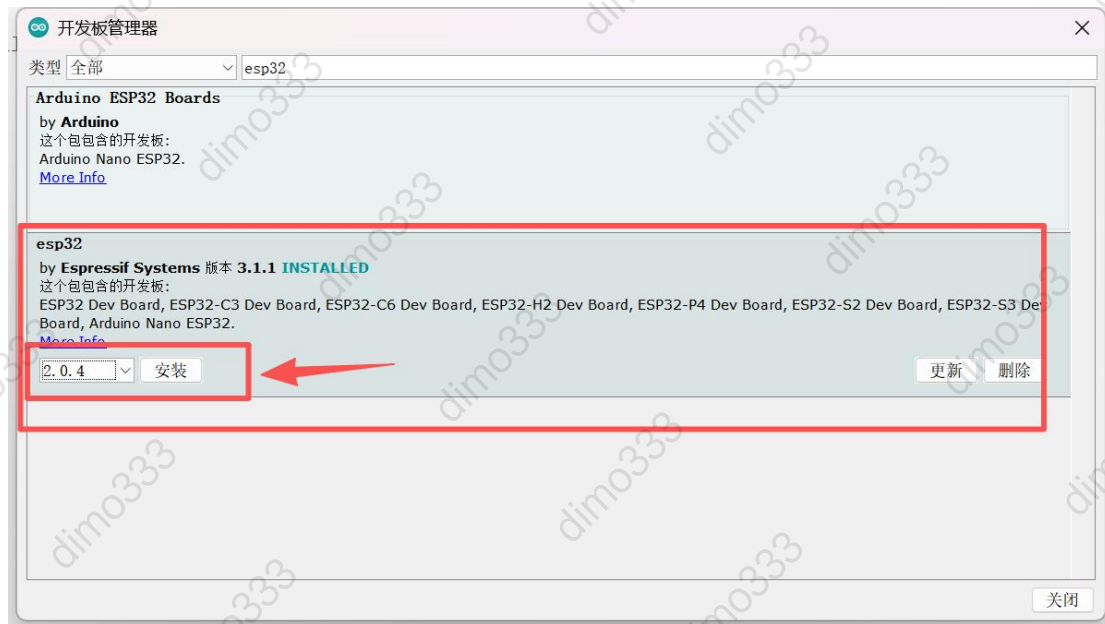 开发板管理器
类型 全部 esp32
Arduino ESP32 Boards
by Arduino
这个包包含的开发板:
Arduino Nano ESP32.
More Info
esp32
by Espressif Systems 版本 3.1.1 INSTALLED
这个包包含的开发板:
ESP32 Dev Board, ESP32-C3 Dev Board, ESP32-C6 Dev Board, ESP32-H2 Dev Board, ESP32-P4 Dev Board, ESP32-S2 Dev Board, ESP32-S3 Dev
Board, Arduino Nano ESP32.
More Info
2.0.4 安装 更新 删除
关闭
dimo333